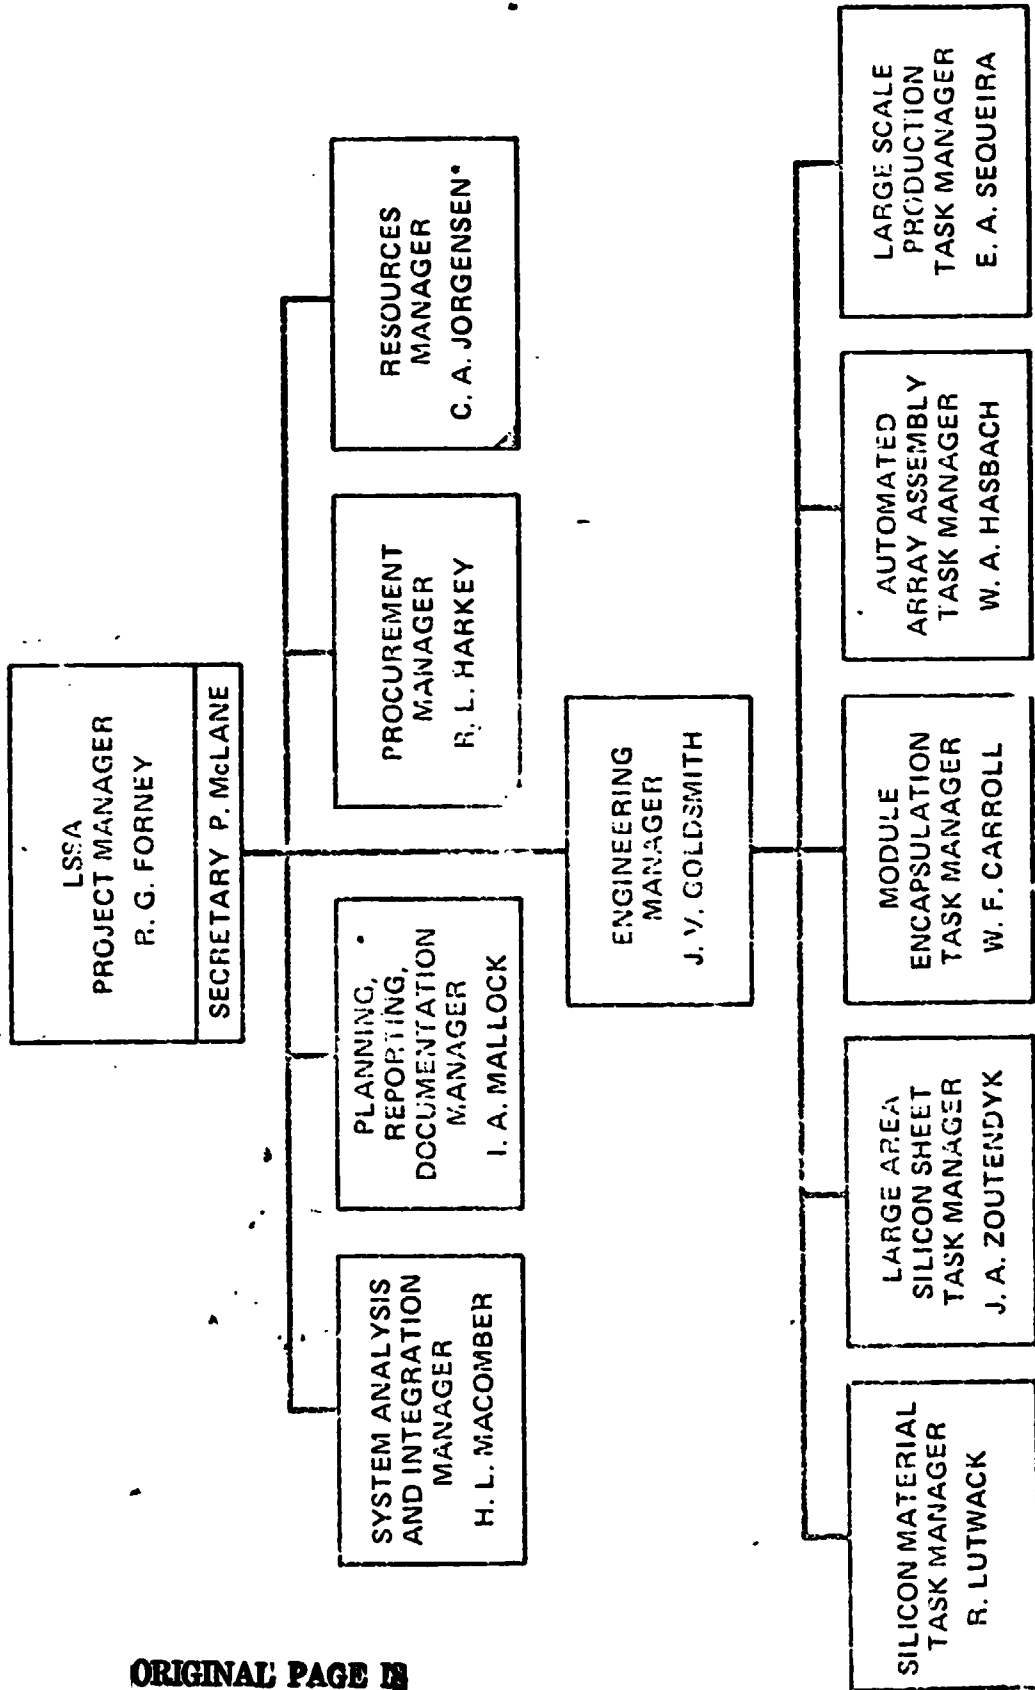 LSSA
PROJECT MANAGER
R. G. FORNEY
SECRETARY P. McLANE
SYSTEM ANALYSIS
AND INTEGRATION
MANAGER
H. L. MACOMBER
PLANNING,
REPORTING,
DOCUMENTATION
MANAGER
I. A. MALLOCK
PROCUREMENT
MANAGER
R. L. HARKEY
RESOURCES
MANAGER
C. A. JORGENSEN*
ENGINEERING
MANAGER
J. V. GOLDSMITH
SILICON MATERIAL
TASK MANAGER
R. LUTWACK
LARGE AREA
SILICON SHEET
TASK MANAGER
J. A. ZOUTENDYK
MODULE
ENCAPSULATION
TASK MANAGER
W. F. CARROLL
AUTOMATED
ARRAY ASSEMBLY
TASK MANAGER
W. A. HASBACH
LARGE SCALE
PRODUCTION
TASK MANAGER
E. A. SEQUEIRA
ORIGINAL PAGE IS